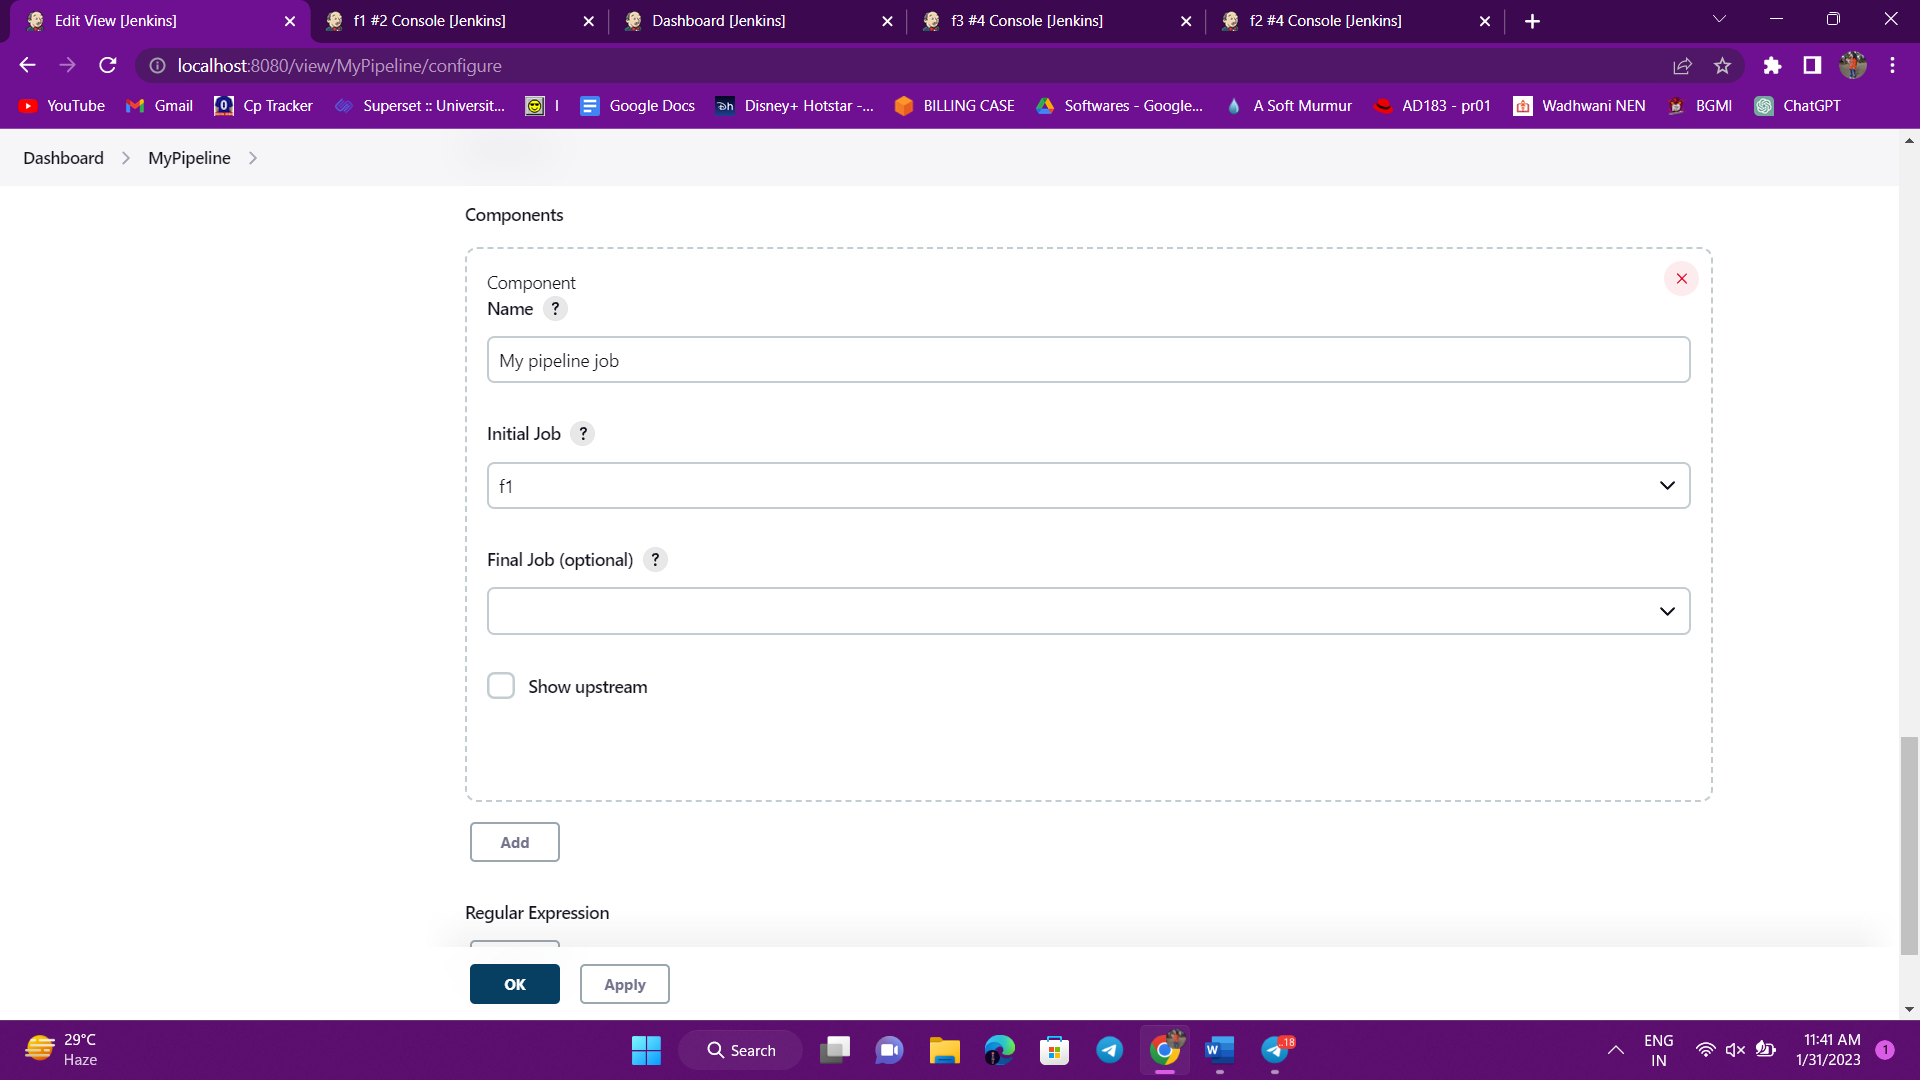 Edit View [Jenkins]
f1 #2 Console [Jenkins]
Dashboard [Jenkins]
f3 #4 Console [Jenkins]
f2 #4 Console [Jenkins]
localhost:8080/view/MyPipeline/configure
YouTube
Gmail
Cp Tracker
Superset :: Universit...
I
Google Docs
Disney+ Hotstar -...
BILLING CASE
Softwares - Google...
A Soft Murmur
AD183 - pr01
Wadhwani NEN
BGMI
ChatGPT
Dashboard
MyPipeline
Components
Component
Name ?
My pipeline job
Initial Job ?
f1
Final Job (optional) ?
Show upstream
Add
Regular Expression
OK
Apply
29°C
Haze
Search
18
ENG
IN
11:41 AM
1/31/2023
1